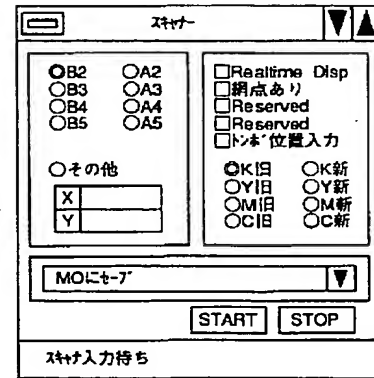 スキャナー
B2 A2
B3 A3
B4 A4
B5 A5
その他
X
Y
Realtime Disp
網点あり
Reserved
Reserved
トンボ位置入力
K旧 K新
Y旧 Y新
M旧 M新
C旧 C新
MOにセーブ
START STOP
スキャナ入力待ち